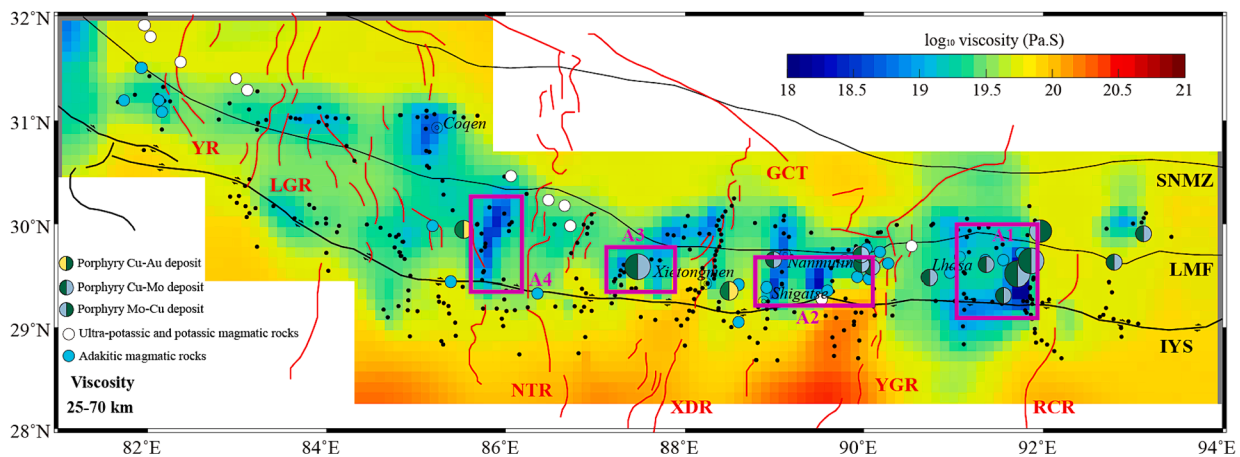 32°N
31°N
30°N
29°N
28°N
82°E
84°E
86°E
88°E
90°E
92°E
94°E
log₁₀ viscosity (Pa.S)
18
19
19.5
20
20.5
21
YR
LGR
Coqen
GCT
SNMZ
A3
A4
Xietongmen
Shigatse
A2
Lhasa
A1
LMF
IYS
NTR
XDR
YGR
RCR
Porphyry Cu-Au deposit
Porphyry Cu-Mo deposit
Porphyry Mo-Cu deposit
Ultra-potassic and potassic magmatic rocks
Adakitic magmatic rocks
Viscosity
25-70 km